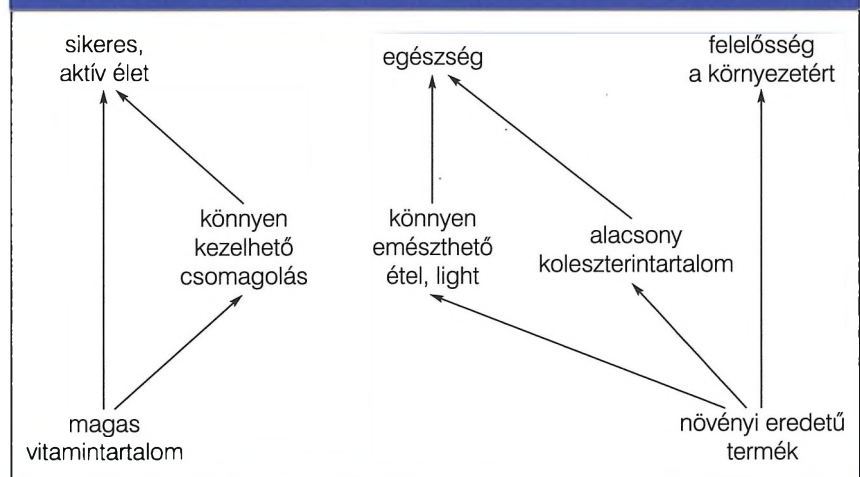 sikeres,
aktív élet
egészség
felelősség
a környezetért
könnyen
kezelhető
csomagolás
könnyen
emészthető
étel, light
alacsony
koleszterintartalom
magas
vitamintartalom
növényi eredetű
termék